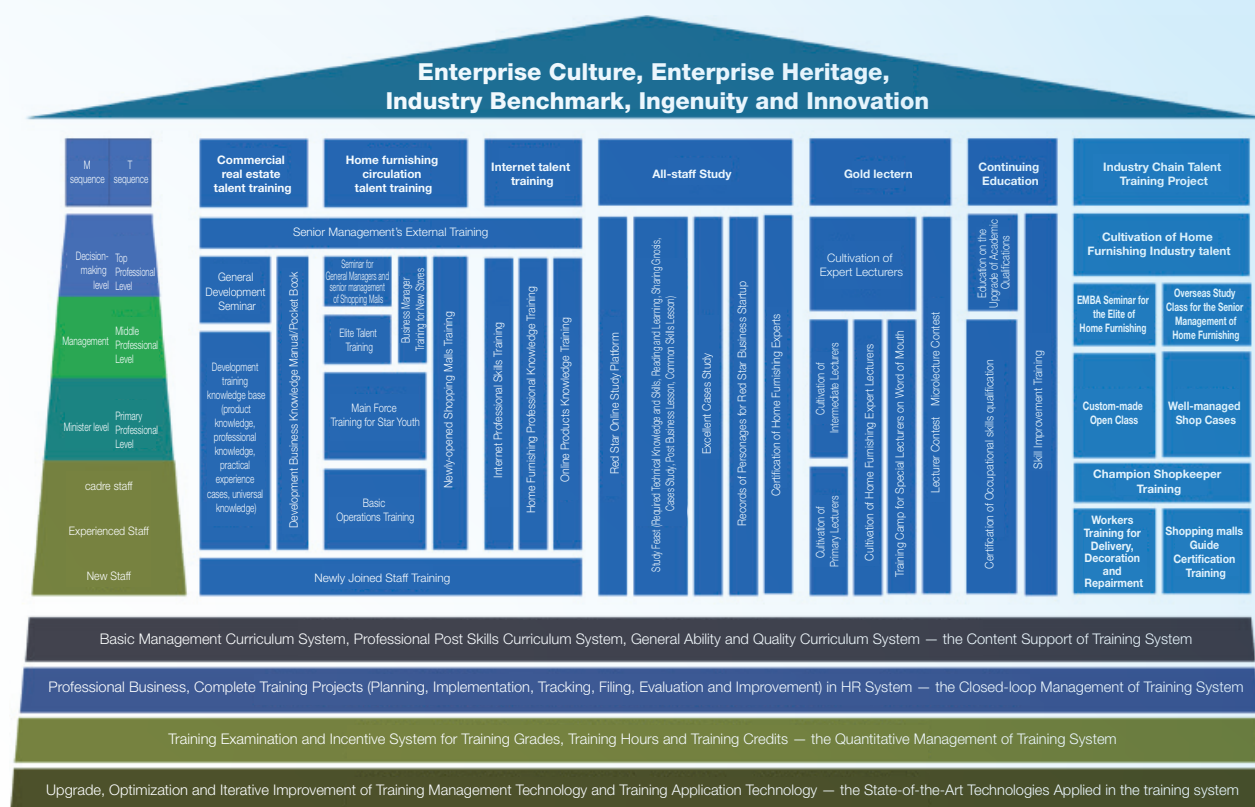 Enterprise Culture, Enterprise Heritage,
Industry Benchmark, Ingenuity and Innovation
M
sequence
T
sequence
Commercial
real estate
talent training
Home furnishing
circulation
talent training
Internet talent
training
All-staff Study
Gold lectern
Continuing
Education
Industry Chain Talent
Training Project
Decision-
making
level
Top
Professional
Level
Management
Middle
Professional
Level
Minister level
Primary
Professional
Level
cadre staff
Experienced Staff
New Staff
Senior Management's External Training
General
Development
Seminar
Development
training
knowledge base
(product
knowledge,
professional
knowledge,
practical
experience
cases, universal
knowledge)
Development Business Knowledge Manual/Pocket Book
Seminar for
General Managers and
senior management
of Shopping Malls
Elite Talent
Training
Business Manager
Training for New Stores
Main Force
Training for Star Youth
Basic
Operations Training
Newly-opened Shopping Malls Training
Internet Professional Skills Training
Home Furnishing Professional Knowledge Training
Online Products Knowledge Training
Newly Joined Staff Training
Red Star Online Study Platform
Study Feast (Required Technical Knowledge and Skills, Reading and Learning, Sharing Gnosis,
Cases Study, Post Business Lesson, Common Skills Lesson)
Excellent Cases Study
Records of Personages for Red Star Business Startup
Certification of Home Furnishing Experts
Cultivation of
Expert Lecturers
Cultivation of
Intermediate Lecturers
Cultivation of
Primary Lecturers
Cultivation of Home Furnishing Expert Lecturers
Training Camp for Special Lecturers on Word of Mouth
Lecturer Contest Microlecture Contest
Education on the
Upgrade of Academic
Qualifications
Certification of Occupational skills qualification
Skill Improvement Training
Cultivation of Home
Furnishing Industry talent
EMBA Seminar for
the Elite of
Home Furnishing
Overseas Study
Class for the Senior
Management of
Home Furnishing
Custom-made
Open Class
Well-managed
Shop Cases
Champion Shopkeeper
Training
Workers
Training for
Delivery,
Decoration
and
Repairment
Shopping malls
Guide
Certification
Training
Basic Management Curriculum System, Professional Post Skills Curriculum System, General Ability and Quality Curriculum System — the Content Support of Training System
Professional Business, Complete Training Projects (Planning, Implementation, Tracking, Filing, Evaluation and Improvement) in HR System — the Closed-loop Management of Training System
Training Examination and Incentive System for Training Grades, Training Hours and Training Credits — the Quantitative Management of Training System
Upgrade, Optimization and Iterative Improvement of Training Management Technology and Training Application Technology — the State-of-the-Art Technologies Applied in the training system